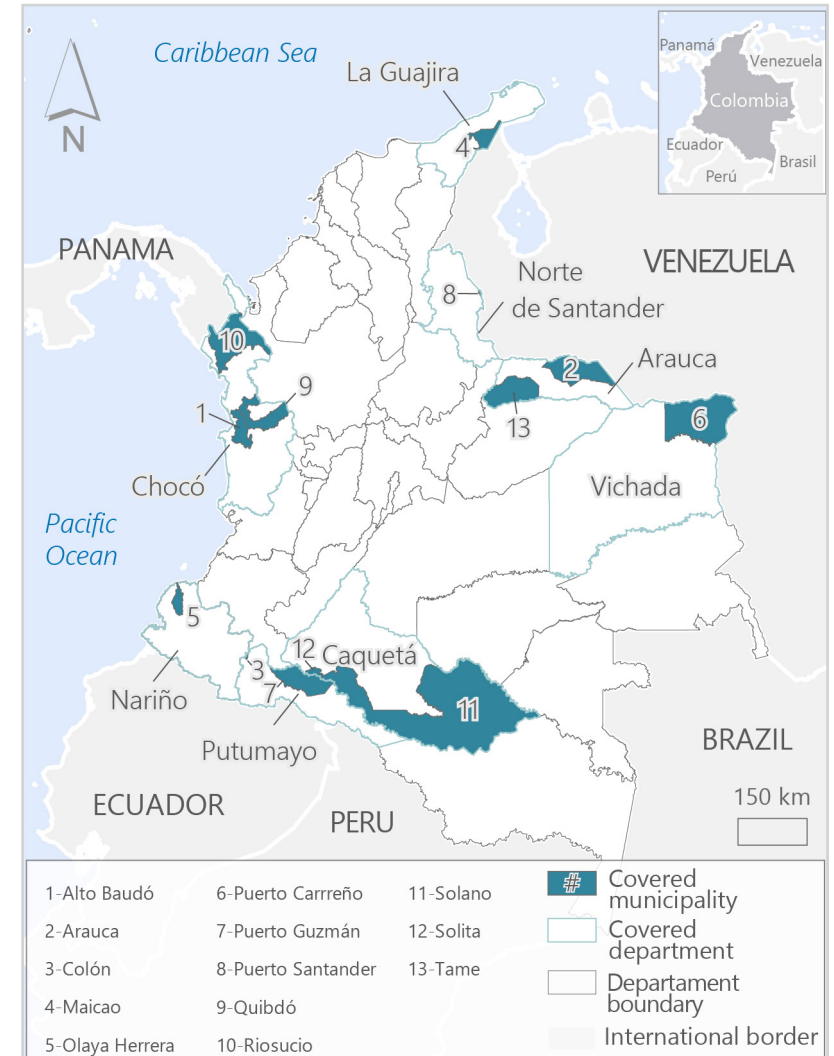 Caribbean Sea
La Guajira
N
4
Panamá
Venezuela
Colombia
Ecuador
Perú
Brasil
PANAMA
VENEZUELA
Norte
de Santander
8
10
Arauca
2
9
1
13
6
Chocó
Vichada
Pacific
Ocean
5
12
Caquetá
3
7
11
Nariño
Putumayo
BRAZIL
ECUADOR
PERU
150 km
1-Alto Baudó
2-Arauca
3-Colón
4-Maicao
5-Olaya Herrera
6-Puerto Carrreño
7-Puerto Guzmán
8-Puerto Santander
9-Quibdó
10-Riosucio
11-Solano
12-Solita
13-Tame
#
Covered
municipality
Covered
department
Departament
boundary
International border